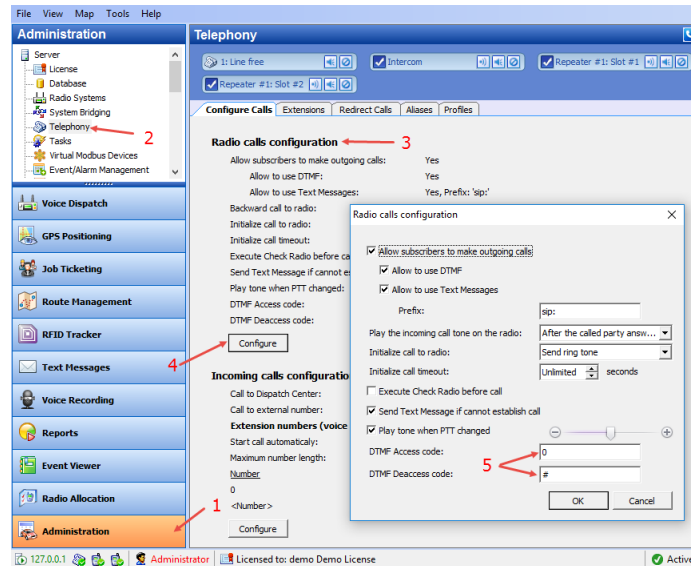 File View Map Tools Help
Administration
Server
License
Database
Radio Systems
System Bridging
Telephony
Tasks
Virtual Modbus Devices
Event/Alarm Management
2
Voice Dispatch
GPS Positioning
Job Ticketing
Route Management
RFID Tracker
Text Messages
Voice Recording
Reports
Event Viewer
Radio Allocation
Administration
1
Telephony
1: Line free
Intercom
Repeater #1: Slot #1
Repeater #1: Slot #2
Configure Calls Extensions Redirect Calls Aliases Profiles
Radio calls configuration 3
Allow subscribers to make outgoing calls: Yes
Allow to use DTMF: Yes
Allow to use Text Messages: Yes, Prefix: 'sip:'
Backward call to radio:
Initialize call to radio:
Initialize call timeout:
Execute Check Radio before ca
Send Text Message if cannot es
Play tone when PTT changed:
DTMF Access code:
DTMF Deaccess code:
4 Configure
Incoming calls configuratio
Call to Dispatch Center:
Call to external number:
Extension numbers (voice
Start call automaticaly:
Maximum number length:
Number
0
<Number>
Configure
Radio calls configuration
Allow subscribers to make outgoing calls
Allow to use DTMF
Allow to use Text Messages
Prefix: sip:
Play the incoming call tone on the radio: After the called party answ...
Initialize call to radio: Send ring tone
Initialize call timeout: Unlimited seconds
Execute Check Radio before call
Send Text Message if cannot establish call
Play tone when PTT changed
DTMF Access code: 0
5
DTMF Deaccess code: #
OK Cancel
127.0.0.1 Administrator Licensed to: demo Demo License Active